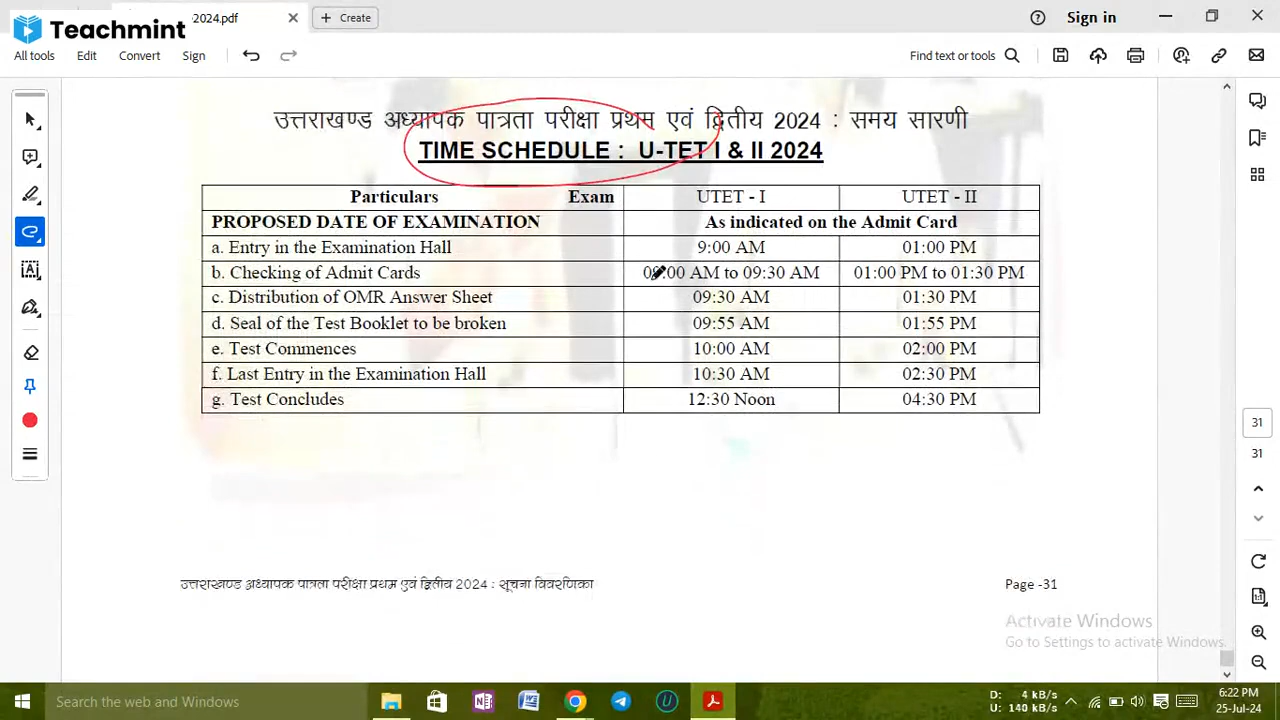 Teachmint
2024.pdf
Create
Sign in
All tools Edit Convert Sign
Find text or tools
उत्तराखण्ड अध्यापक पात्रता परीक्षा प्रथम एवं द्वितीय 2024 : समय सारणी
TIME SCHEDULE : U-TET I & II 2024
Particulars Exam UTET - I UTET - II
PROPOSED DATE OF EXAMINATION As indicated on the Admit Card
a. Entry in the Examination Hall 9:00 AM 01:00 PM
b. Checking of Admit Cards 09:00 AM to 09:30 AM 01:00 PM to 01:30 PM
c. Distribution of OMR Answer Sheet 09:30 AM 01:30 PM
d. Seal of the Test Booklet to be broken 09:55 AM 01:55 PM
e. Test Commences 10:00 AM 02:00 PM
f. Last Entry in the Examination Hall 10:30 AM 02:30 PM
g. Test Concludes 12:30 Noon 04:30 PM
31
31
उत्तराखण्ड अध्यापक पात्रता परीक्षा प्रथम एवं द्वितीय 2024 : सूचना विवरणिका Page -31
Activate Windows
Go to Settings to activate Windows.
Search the web and Windows
D: 4 kB/s
U: 140 kB/s
6:22 PM
25-Jul-24